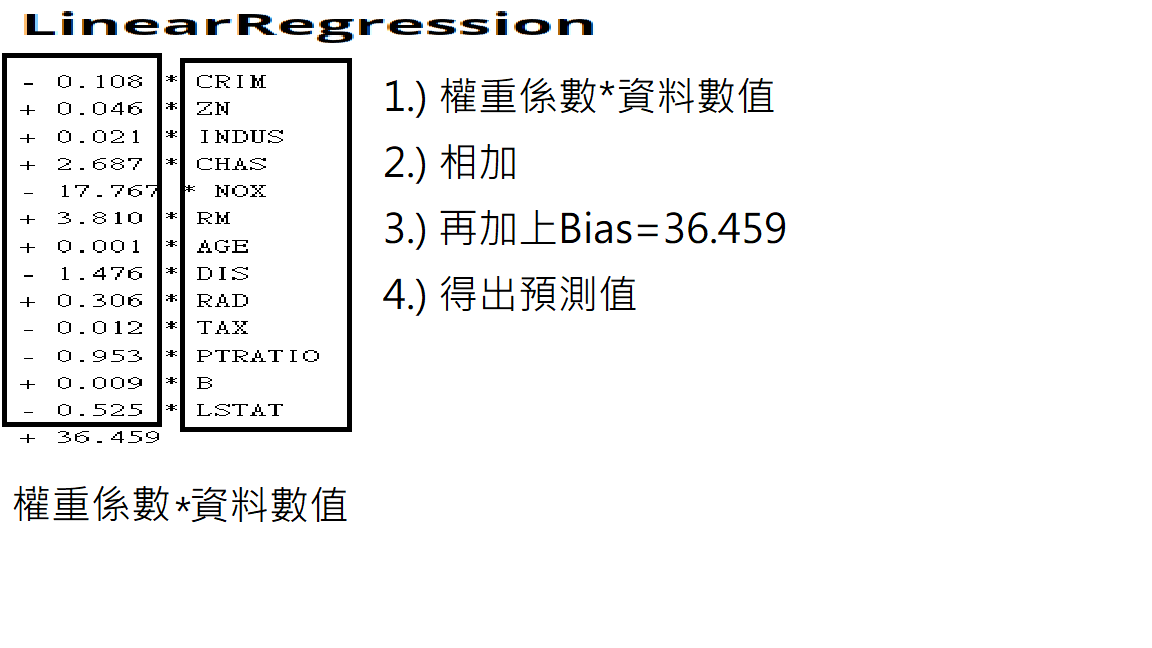 LinearRegression
- 0.108 * CRIM
+ 0.046 * ZN
+ 0.021 * INDUS
+ 2.687 * CHAS
- 17.767 * NOX
+ 3.810 * RM
+ 0.001 * AGE
- 1.476 * DIS
+ 0.306 * RAD
- 0.012 * TAX
- 0.953 * PTRATIO
+ 0.009 * B
- 0.525 * LSTAT
+ 36.459
權重係數*資料數值
1.) 權重係數*資料數值
2.) 相加
3.) 再加上Bias=36.459
4.) 得出預測值